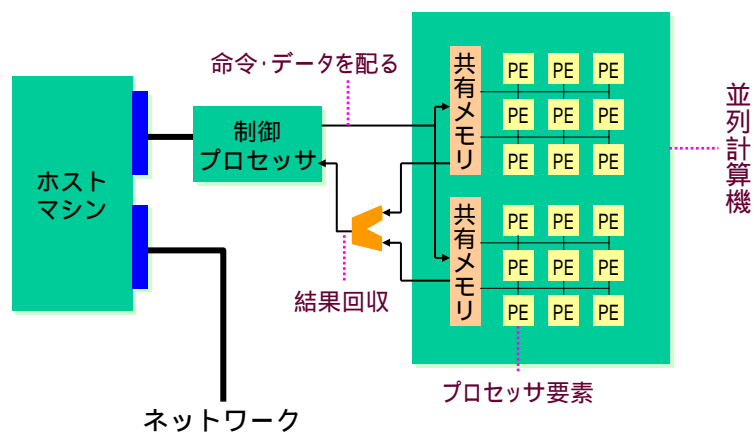 命令・データを配る
ホスト
マシン
制御
プロセッサ
共有メモリ
PE PE PE
PE PE PE
PE PE PE
共有メモリ
PE PE PE
PE PE PE
PE PE PE
並列計算機
結果回収
プロセッサ要素
ネットワーク